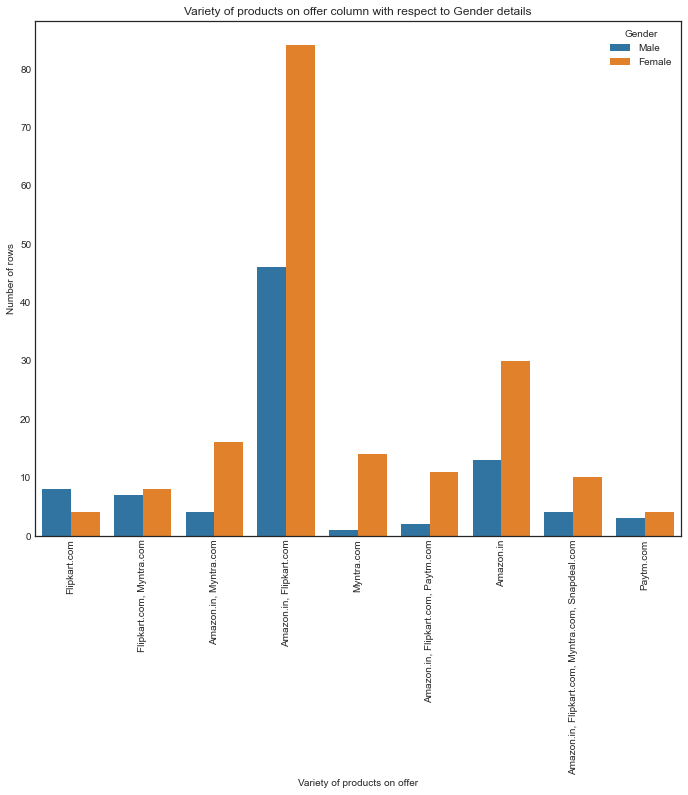 Variety of products on offer column with respect to Gender details
Gender
Male
Female
Number of rows
80
70
60
50
40
30
20
10
0
Flipkart.com
Flipkart.com, Myntra.com
Amazon.in, Myntra.com
Amazon.in, Flipkart.com
Myntra.com
Amazon.in, Flipkart.com, Paytm.com
Amazon.in
Amazon.in, Flipkart.com, Myntra.com, Snapdeal.com
Paytm.com
Variety of products on offer